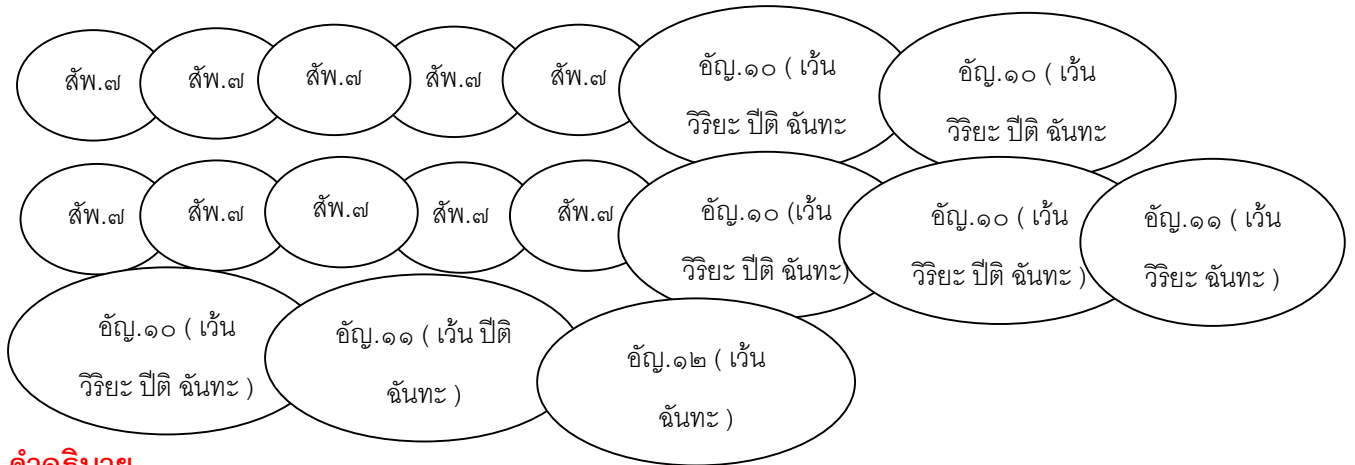 สัพ.๗ สัพ.๗ สัพ.๗ สัพ.๗ สัพ.๗
อัญ.๑๐ ( เว้น
วิริยะ ปีติ ฉันทะ
อัญ.๑๐ ( เว้น
วิริยะ ปีติ ฉันทะ
สัพ.๗ สัพ.๗ สัพ.๗ สัพ.๗ สัพ.๗
อัญ.๑๐ (เว้น
วิริยะ ปีติ ฉันทะ)
อัญ.๑๐ ( เว้น
วิริยะ ปีติ ฉันทะ )
อัญ.๑๑ ( เว้น
วิริยะ ฉันทะ )
อัญ.๑๐ ( เว้น
วิริยะ ปีติ ฉันทะ )
อัญ.๑๑ ( เว้น ปีติ
ฉันทะ )
อัญ.๑๒ ( เว้น
ฉันทะ )
คำอธิบาย